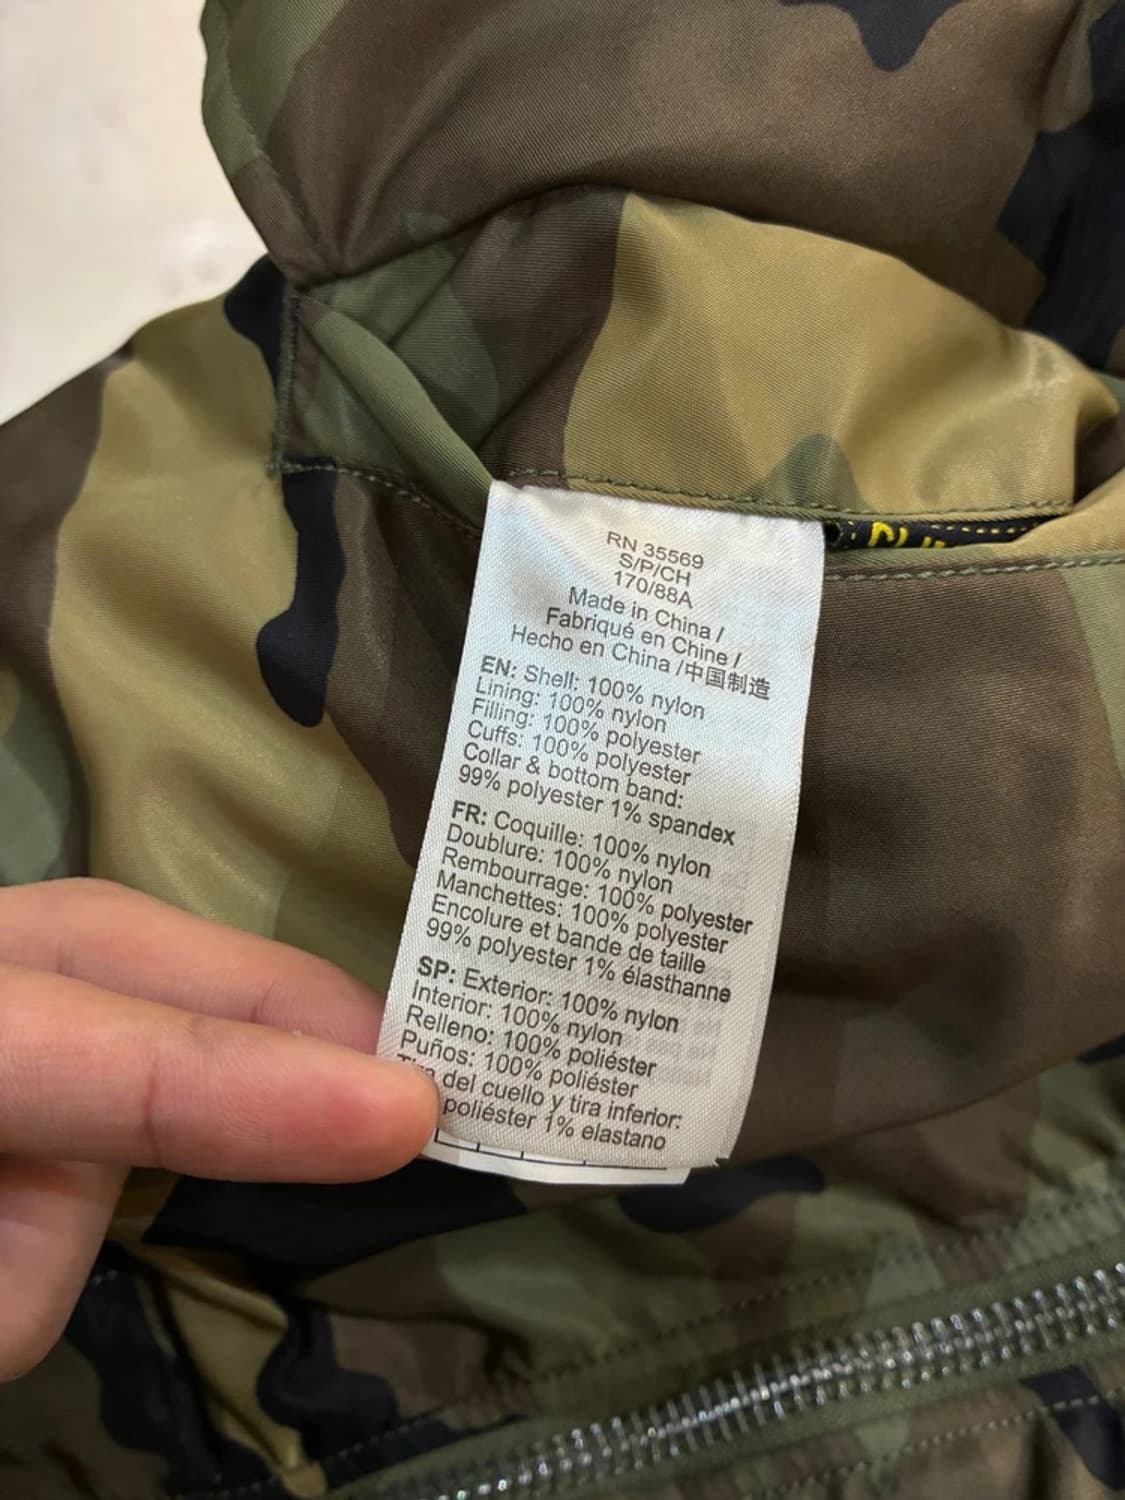 RN 35569
S/P/CH
170/88A
Made in China /
Fabriqué en Chine /
Hecho en China /中国制造
EN: Shell: 100% nylon
Lining: 100% nylon
Filling: 100% polyester
Cuffs: 100% polyester
Collar & bottom band:
99% polyester 1% spandex
FR: Coquille: 100% nylon
Doublure: 100% nylon
Rembourrage: 100% polyester
Manchettes: 100% polyester
Encolure et bande de taille
99% polyester 1% élasthanne
SP: Exterior: 100% nylon
Interior: 100% nylon
Relleno: 100% poliéster
Puños: 100% poliéster
del cuello y tira inferior:
poliéster 1% elastano